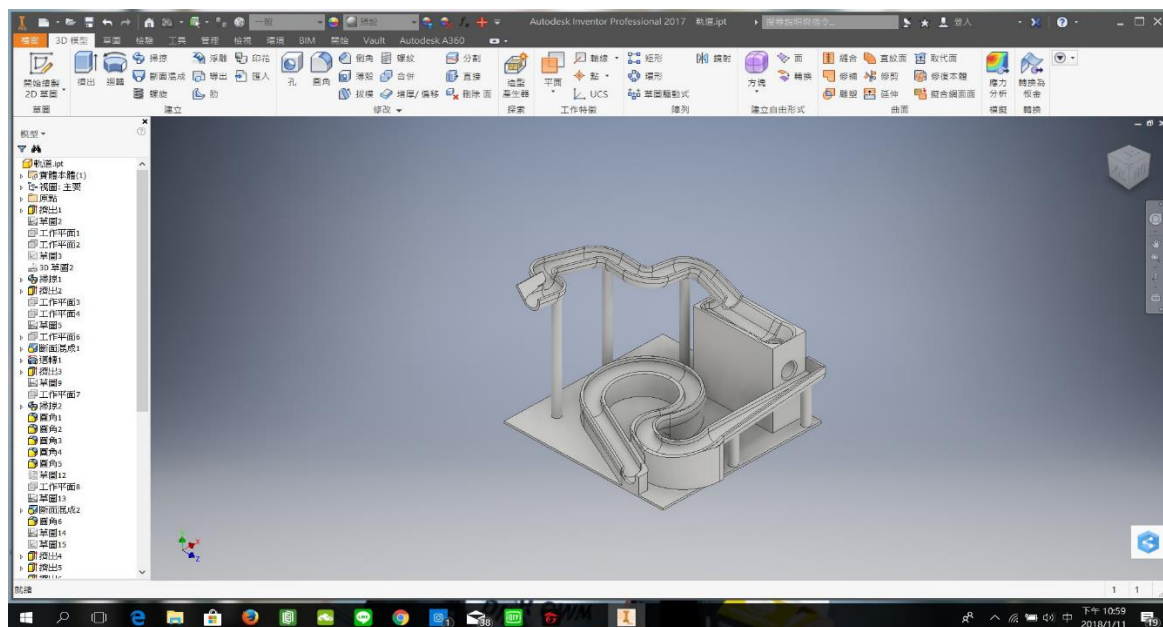 Autodesk Inventor Professional 2017 軌道.ipt
登入
檔案 3D 模型 草圖 檢驗 工具 管理 檢視 環境 BIM 開始 Vault Autodesk A360
開始繪製 2D 草圖
草圖
擠出
迴轉
掃掠
斷面混成
螺旋
浮雕
導出
肋
印花
匯入
建立
孔
圓角
倒角
薄殼
拔模
螺紋
合併
增厚/偏移
分割
直接
刪除面
修改
造型產生器
探索
平面
軸線
點
UCS
工作特徵
矩形
環形
草圖驅動式
鏡射
陣列
方塊
面
轉換
建立自由形式
縫合
修補
雕塑
直紋面
修剪
延伸
取代面
修復本體
擬合網面面
曲面
應力分析
模擬
轉換為鈑金
轉換
模型
軌道.ipt
實體本體(1)
視圖: 主要
原點
擠出1
草圖2
工作平面1
工作平面2
草圖3
3D 草圖2
掃掠1
擠出2
工作平面3
工作平面4
草圖5
工作平面6
斷面混成1
迴轉1
擠出3
草圖9
工作平面7
掃掠2
圓角1
圓角2
圓角3
圓角4
圓角5
草圖12
工作平面8
草圖13
斷面混成2
圓角6
草圖14
草圖15
擠出4
擠出5
就緒
1 1
中
下午 10:59
2018/1/11